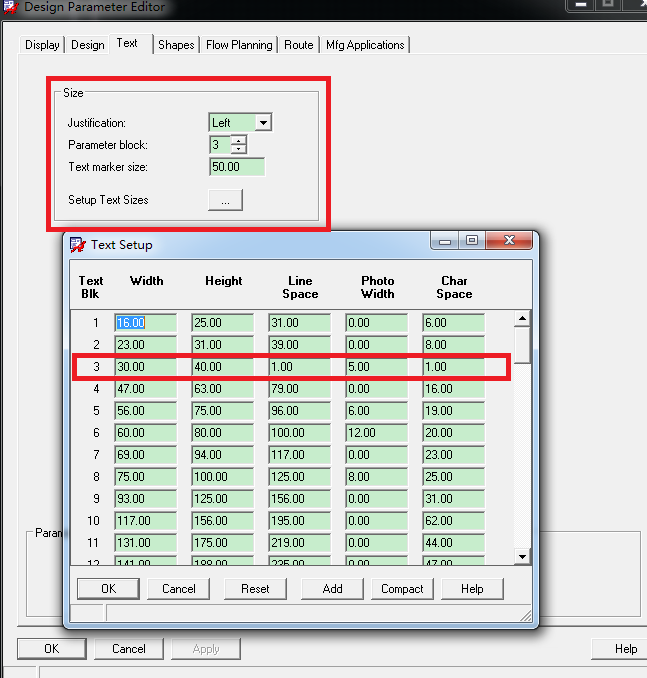 Design Parameter Editor
Display Design Text Shapes Flow Planning Route Mfg Applications
Size
Justification: Left
Parameter block: 3
Text marker size: 50.00
Setup Text Sizes ...
Text Setup
Text Blk Width Height Line Space Photo Width Char Space
1 16.00 25.00 31.00 0.00 6.00
2 23.00 31.00 39.00 0.00 8.00
3 30.00 40.00 1.00 5.00 1.00
4 47.00 63.00 79.00 0.00 16.00
5 56.00 75.00 96.00 6.00 19.00
6 60.00 80.00 100.00 12.00 20.00
7 69.00 94.00 117.00 0.00 23.00
8 75.00 100.00 125.00 8.00 25.00
9 93.00 125.00 156.00 0.00 31.00
10 117.00 156.00 195.00 0.00 62.00
11 131.00 175.00 219.00 0.00 44.00
12 141.00 188.00 235.00 0.00 47.00
OK Cancel Reset Add Compact Help
Param
OK Cancel Apply Help